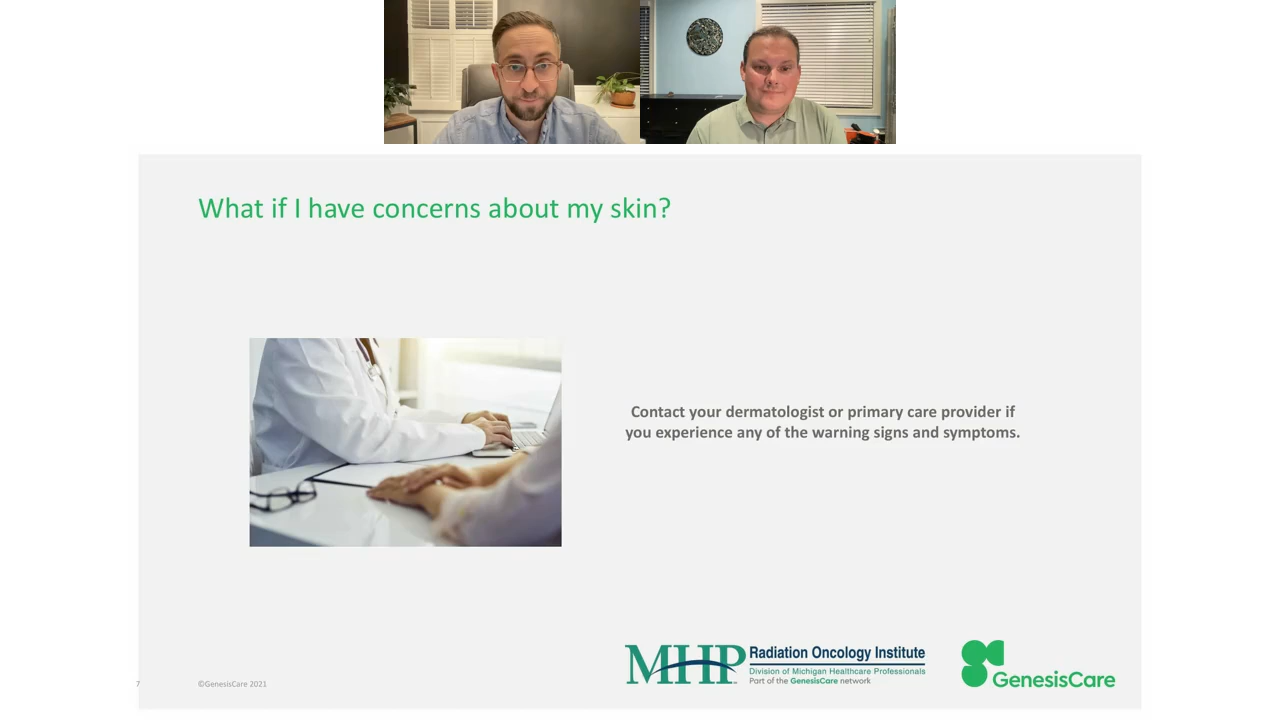 What if I have concerns about my skin?
Contact your dermatologist or primary care provider if
you experience any of the warning signs and symptoms.
MHP Radiation Oncology Institute
Division of Michigan Healthcare Professionals
Part of the GenesisCare network
GenesisCare
7 ©GenesisCare 2021